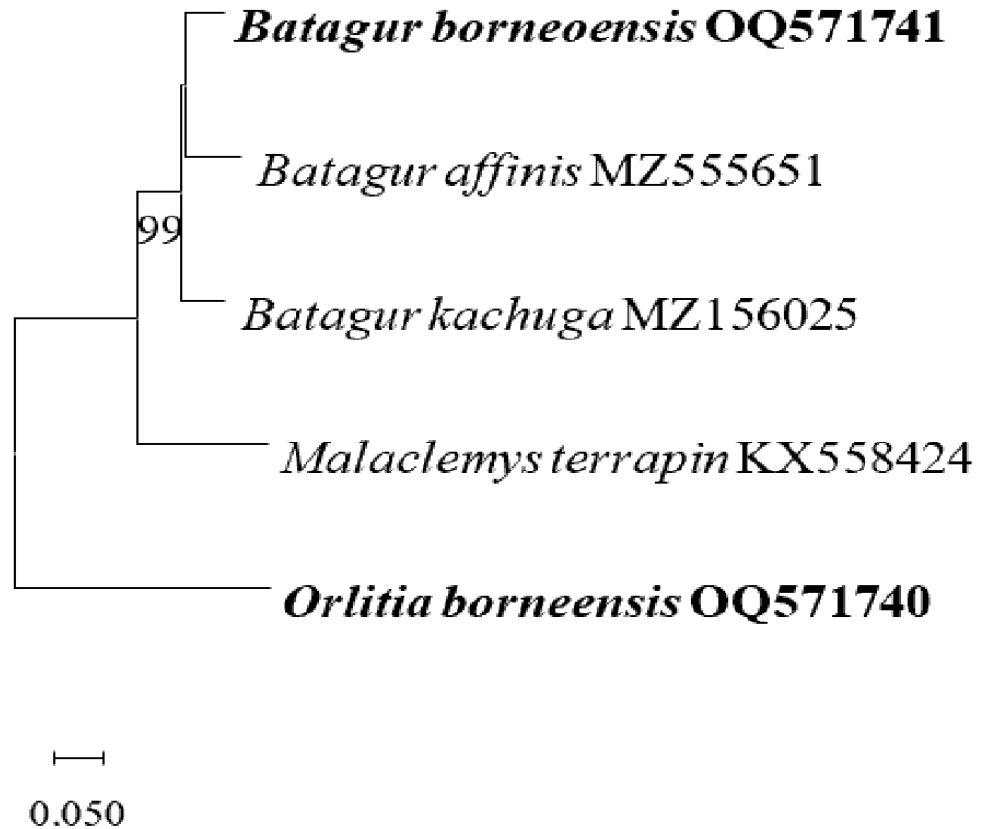 Batagur borneoensis OQ571741
Batagur affinis MZ555651
99
Batagur kachuga MZ156025
Malaclemys terrapin KX558424
Orlitia borneensis OQ571740
0.050